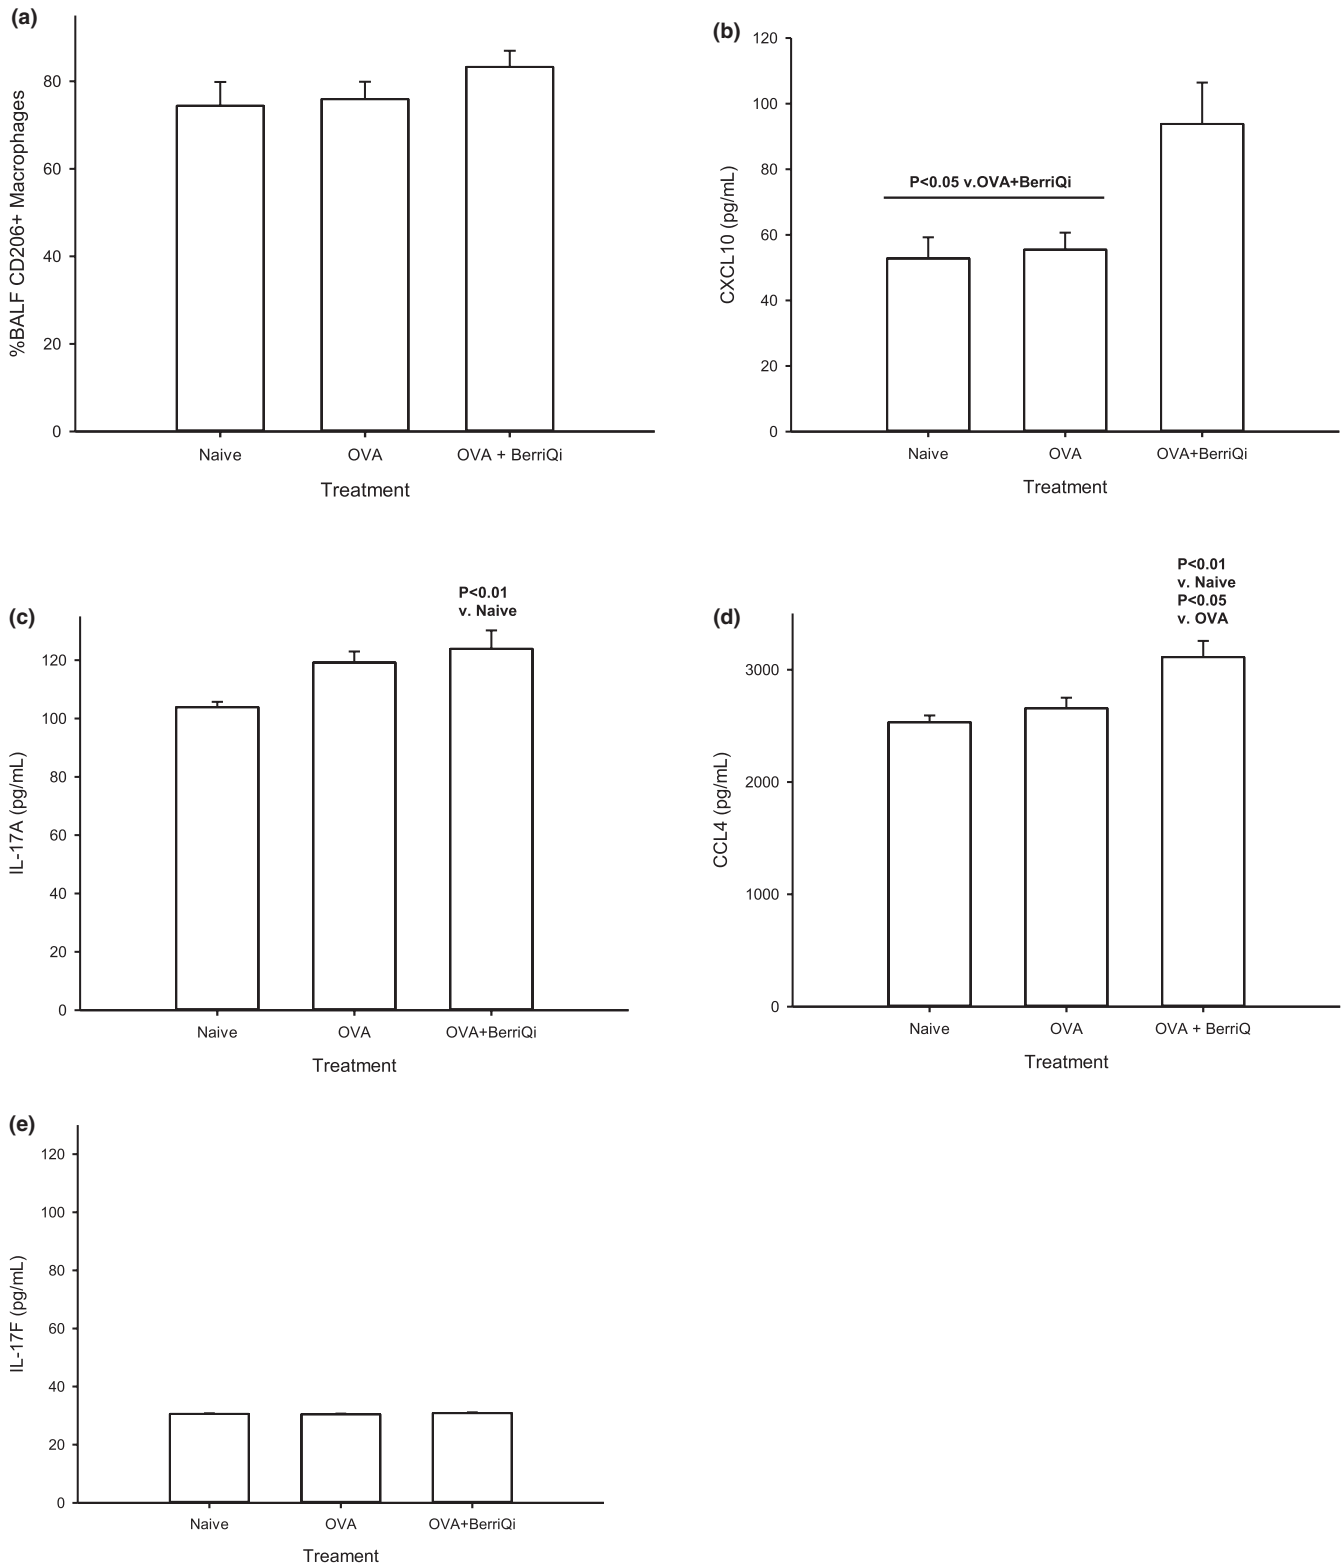 (a)
%BALF CD206+ Macrophages
80
60
40
20
0
Naive OVA OVA + BerriQi
Treatment
(b)
CXCL10 (pg/mL)
120
100
80
60
40
20
0
P<0.05 v.OVA+BerriQi
Naive OVA OVA+BerriQi
Treatment
(c)
IL-17A (pg/mL)
120
100
80
60
40
20
0
P<0.01
v. Naive
Naive OVA OVA+BerriQi
Treatment
(d)
CCL4 (pg/mL)
3000
2000
1000
0
P<0.01
v. Naive
P<0.05
v. OVA
Naive OVA OVA + BerriQ
Treatment
(e)
IL-17F (pg/mL)
120
100
80
60
40
20
0
Naive OVA OVA+BerriQi
Treament